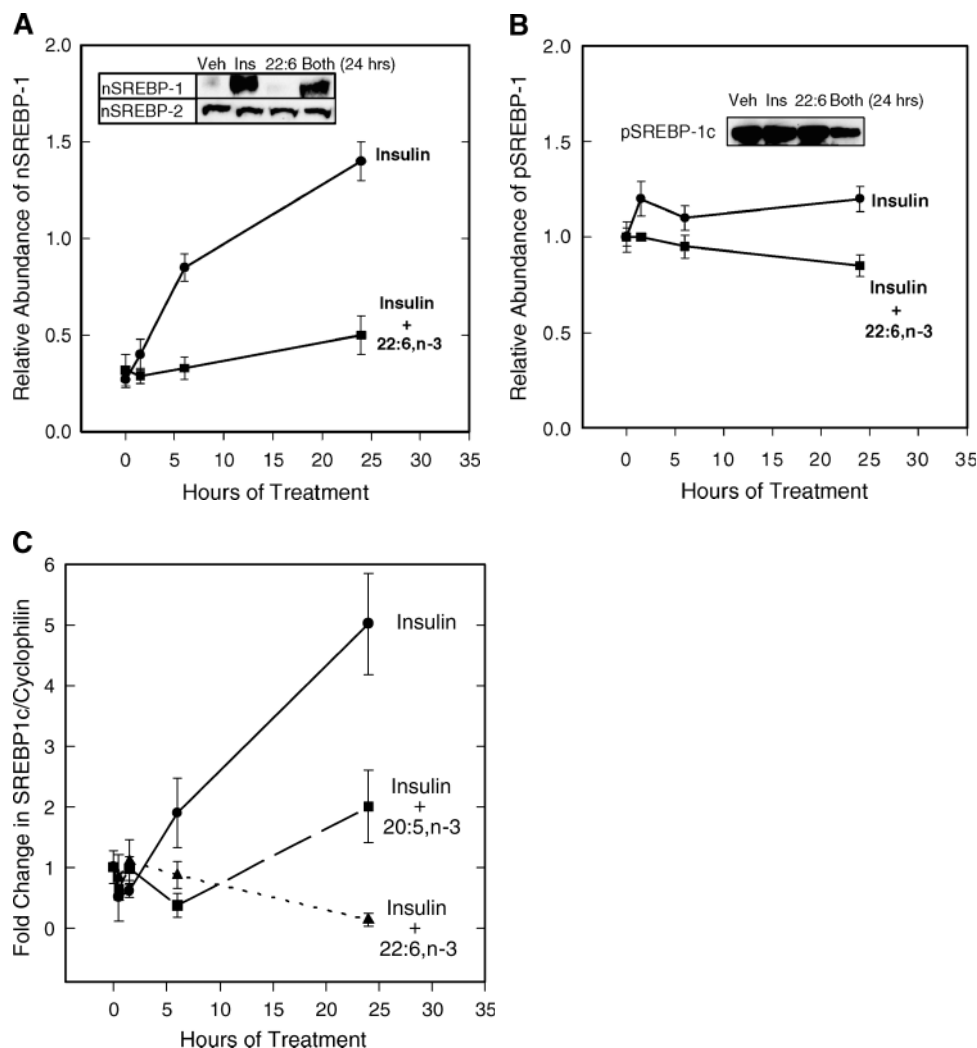 A
Relative Abundance of nSREBP-1
2.0
1.5
1.0
0.5
0.0
Veh Ins 22:6 Both (24 hrs)
nSREBP-1
nSREBP-2
Insulin
Insulin
+
22:6,n-3
0 5 10 15 20 25 30 35
Hours of Treatment
B
Relative Abundance of pSREBP-1
2.0
1.5
1.0
0.5
0.0
Veh Ins 22:6 Both (24 hrs)
pSREBP-1c
Insulin
Insulin
+
22:6,n-3
0 5 10 15 20 25 30 35
Hours of Treatment
C
Fold Change in SREBP1c/Cyclophilin
6
5
4
3
2
1
0
Insulin
Insulin
+
20:5,n-3
Insulin
+
22:6,n-3
0 5 10 15 20 25 30 35
Hours of Treatment